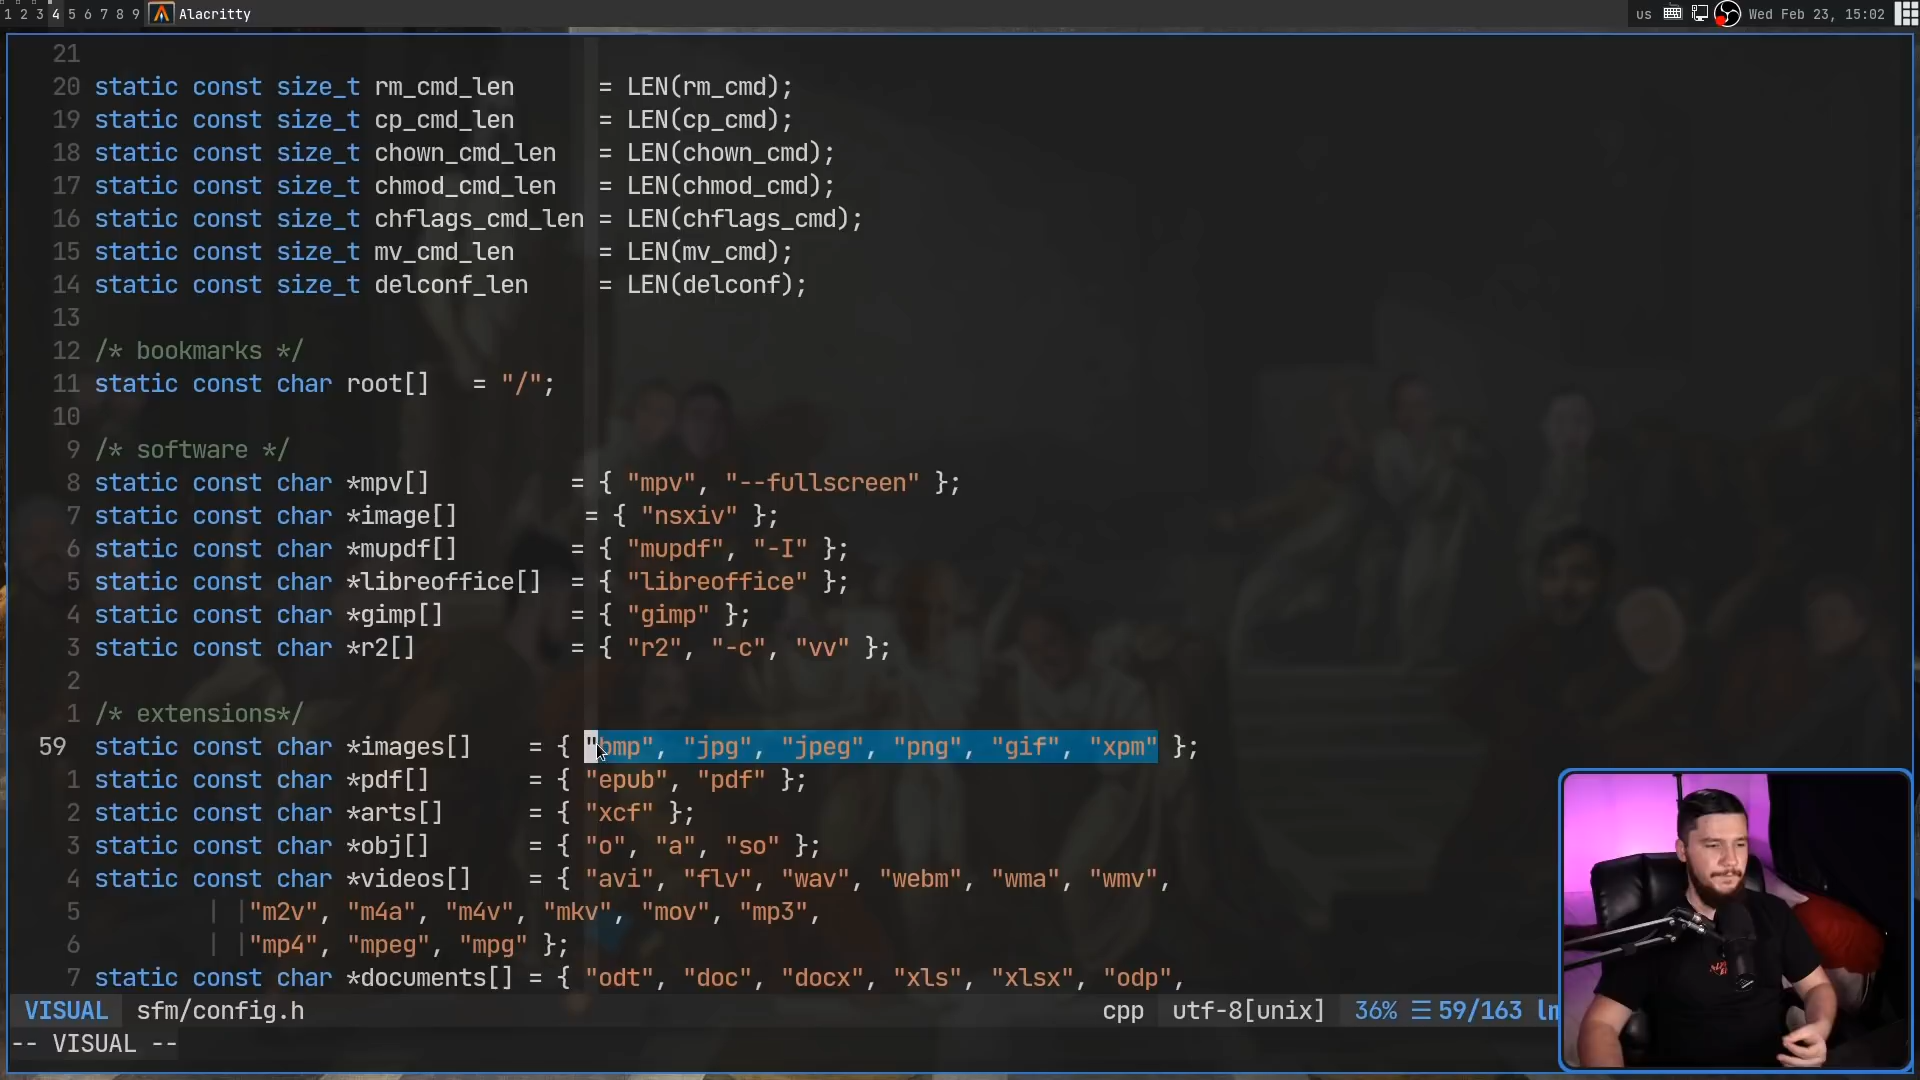 1 2 3 4 5 6 7 8 9 Alacritty us Wed Feb 23, 15:02
21
20 static const size_t rm_cmd_len = LEN(rm_cmd);
19 static const size_t cp_cmd_len = LEN(cp_cmd);
18 static const size_t chown_cmd_len = LEN(chown_cmd);
17 static const size_t chmod_cmd_len = LEN(chmod_cmd);
16 static const size_t chflags_cmd_len = LEN(chflags_cmd);
15 static const size_t mv_cmd_len = LEN(mv_cmd);
14 static const size_t delconf_len = LEN(delconf);
13
12 /* bookmarks */
11 static const char root[] = "/";
10
9 /* software */
8 static const char *mpv[] = { "mpv", "--fullscreen" };
7 static const char *image[] = { "nsxiv" };
6 static const char *mupdf[] = { "mupdf", "-I" };
5 static const char *libreoffice[] = { "libreoffice" };
4 static const char *gimp[] = { "gimp" };
3 static const char *r2[] = { "r2", "-c", "vv" };
2
1 /* extensions*/
59 static const char *images[] = { "bmp", "jpg", "jpeg", "png", "gif", "xpm" };
1 static const char *pdf[] = { "epub", "pdf" };
2 static const char *arts[] = { "xcf" };
3 static const char *obj[] = { "o", "a", "so" };
4 static const char *videos[] = { "avi", "flv", "wav", "webm", "wma", "wmv",
5 "m2v", "m4a", "m4v", "mkv", "mov", "mp3",
6 "mp4", "mpeg", "mpg" };
7 static const char *documents[] = { "odt", "doc", "docx", "xls", "xlsx", "odp",
VISUAL sfm/config.h cpp utf-8[unix] 36% ☰ 59/163
-- VISUAL --